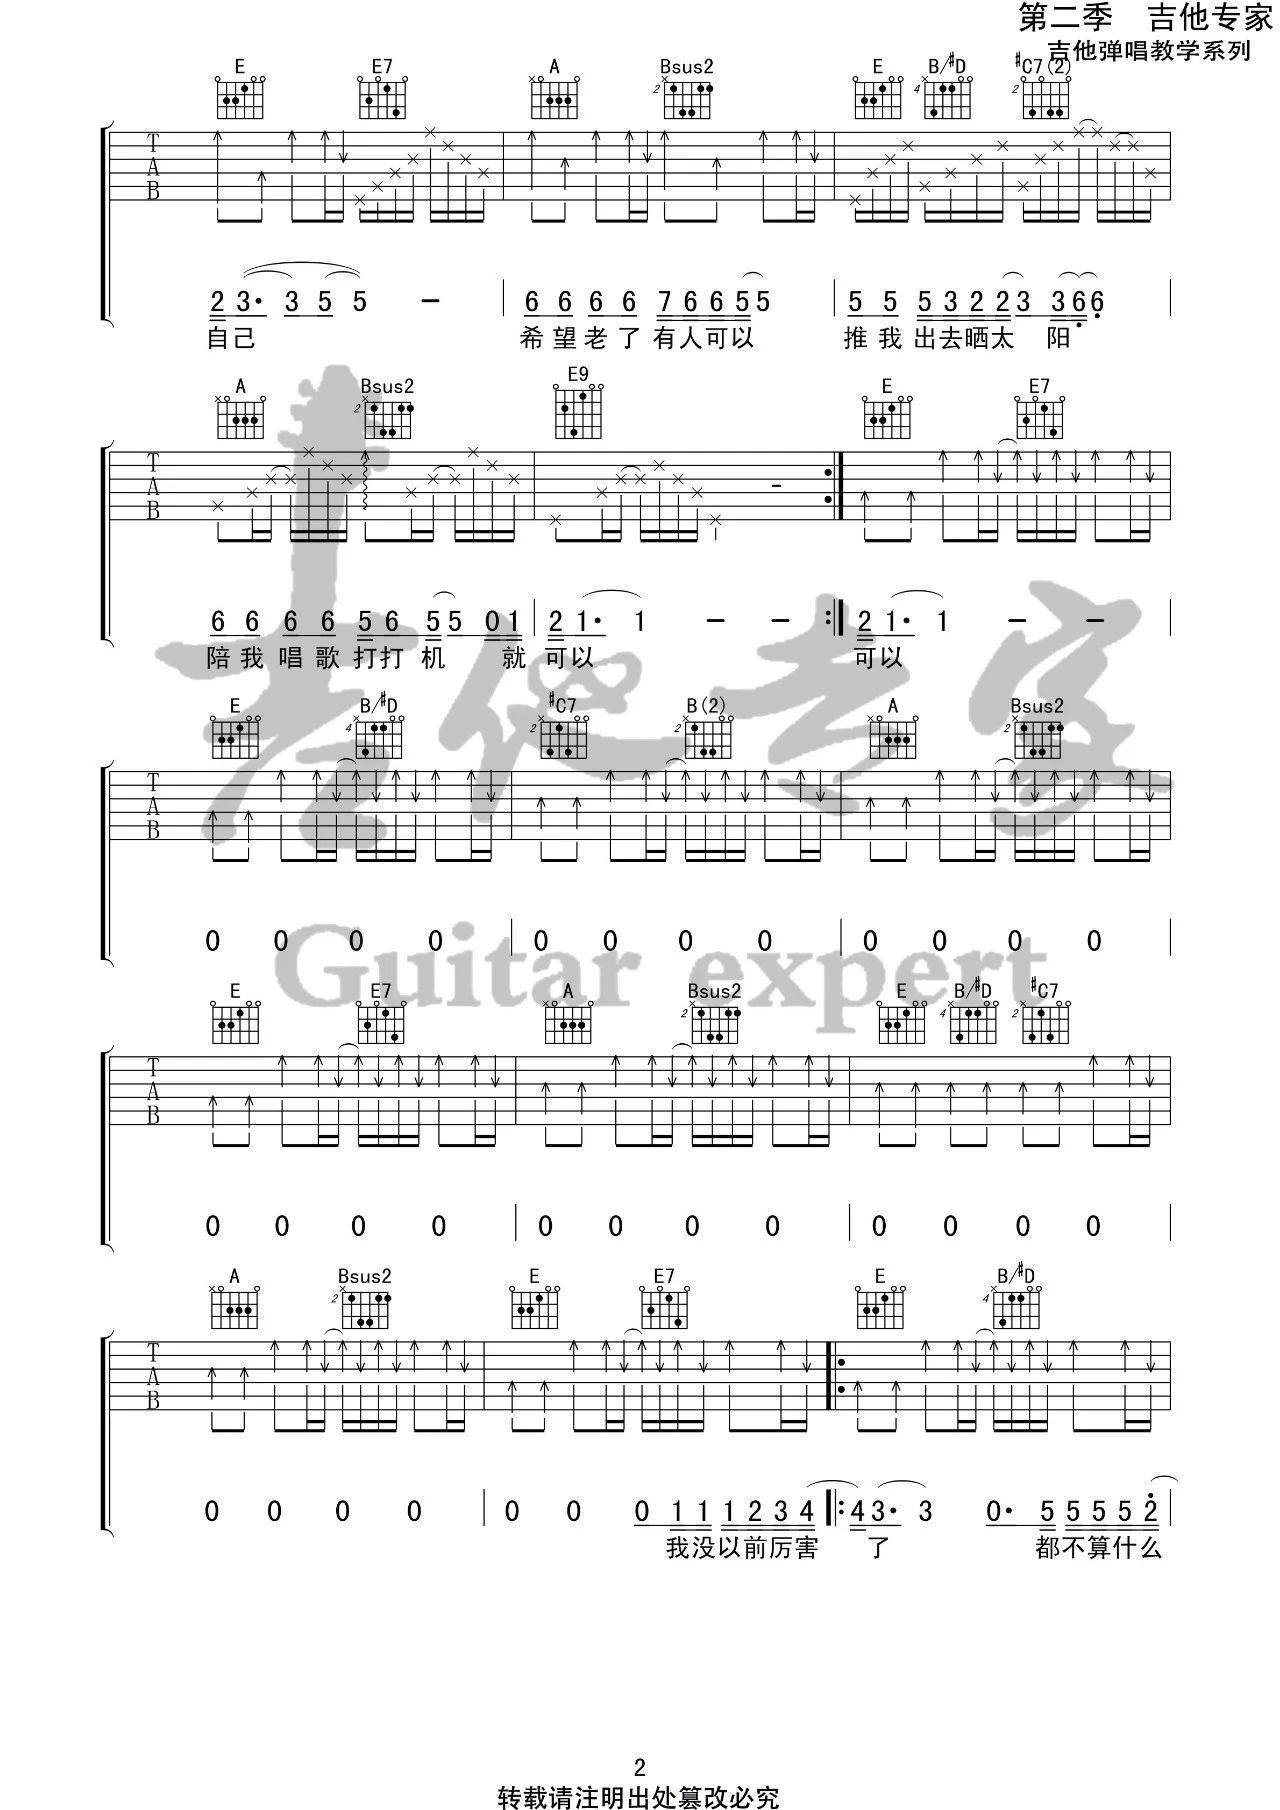 第二季 吉他专家
吉他弹唱教学系列
E E7 A Bsus2 E B/#D #C7(2)
T
A
B
2 3· 3 5 5 - 6 6 6 6 7 6 6 5 5 5 5 5 3 2 2 3 3 6 6
自己 希望老了有人可以 推我出去晒太阳
A Bsus2 E9 E E7
T
A
B
6 6 6 6 5 6 5 5 0 1 2 1· 1 - - 2 1· 1 - -
陪我唱歌打打机 就可以 可以
E B/#D #C7 B(2) A Bsus2
T
A
B
0 0 0 0 0 0 0 0 0 0 0 0
吉他专家
Guitar expert
E E7 A Bsus2 E B/#D #C7
T
A
B
0 0 0 0 0 0 0 0 0 0 0 0
A Bsus2 E E7 E B/#D
T
A
B
0 0 0 0 0 0 0 1 1 1 2 3 4 4 3· 3 0· 5 5 5 5 2
我没以前厉害了 都不算什么
2
转载请注明出处篡改必究